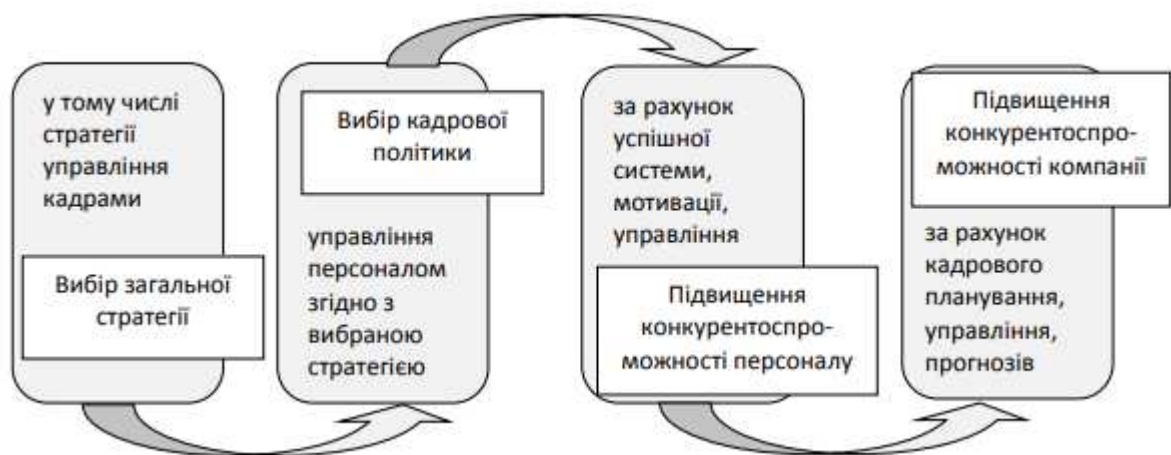 у тому числі
стратегії
управління
кадрами
Вибір загальної
стратегії
Вибір кадрової
політики
управління
персоналом
згідно з
вибраною
стратегією
за рахунок
успішної
системи,
мотивації,
управління
Підвищення
конкурентоспро-
можності персоналу
Підвищення
конкурентоспро-
можності компанії
за рахунок
кадрового
планування,
управління,
прогнозів